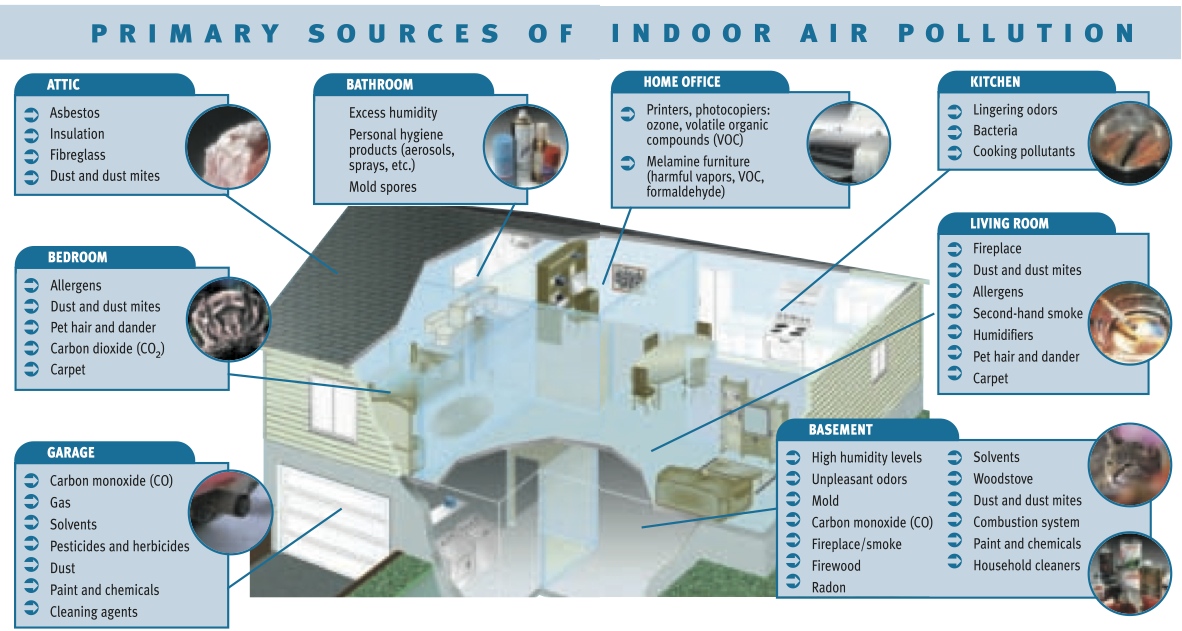 PRIMARY SOURCES OF INDOOR AIR POLLUTION
ATTIC
Asbestos
Insulation
Fibreglass
Dust and dust mites
BATHROOM
Excess humidity
Personal hygiene
products (aerosols,
sprays, etc.)
Mold spores
HOME OFFICE
Printers, photocopiers:
ozone, volatile organic
compounds (VOC)
Melamine furniture
(harmful vapors, VOC,
formaldehyde)
KITCHEN
Lingering odors
Bacteria
Cooking pollutants
BEDROOM
Allergens
Dust and dust mites
Pet hair and dander
Carbon dioxide (CO₂)
Carpet
LIVING ROOM
Fireplace
Dust and dust mites
Allergens
Second-hand smoke
Humidifiers
Pet hair and dander
Carpet
GARAGE
Carbon monoxide (CO)
Gas
Solvents
Pesticides and herbicides
Dust
Paint and chemicals
Cleaning agents
BASEMENT
High humidity levels
Unpleasant odors
Mold
Carbon monoxide (CO)
Fireplace/smoke
Firewood
Radon
Solvents
Woodstove
Dust and dust mites
Combustion system
Paint and chemicals
Household cleaners